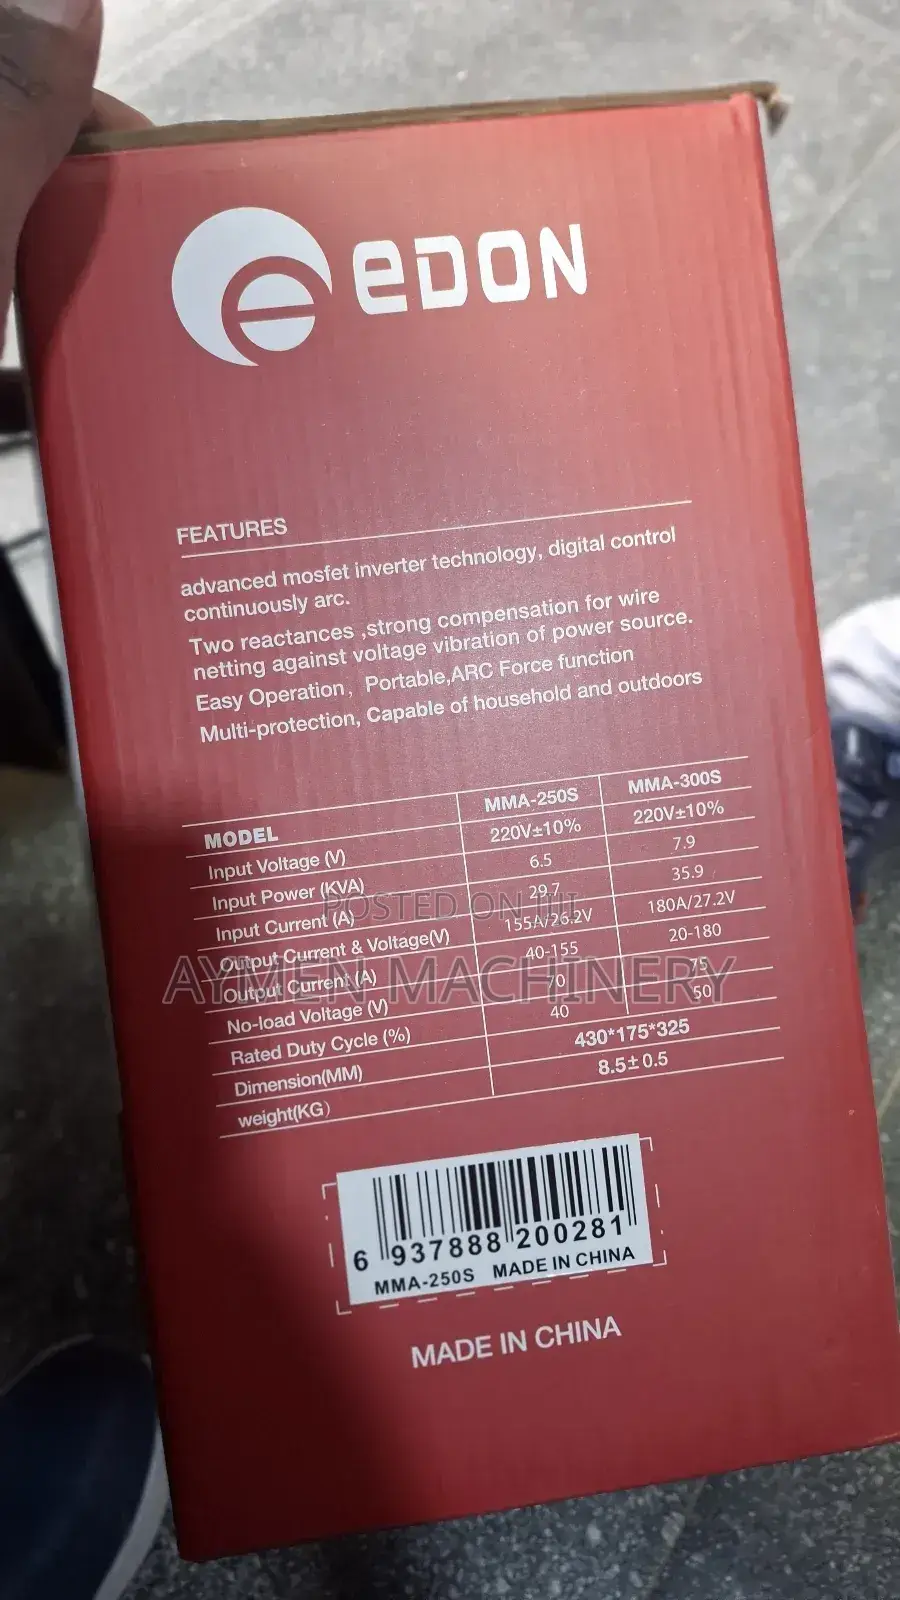 eDON
FEATURES
advanced mosfet inverter technology, digital control
continuously arc.
Two reactances ,strong compensation for wire
netting against voltage vibration of power source.
Easy Operation, Portable,ARC Force function
Multi-protection, Capable of household and outdoors
MODEL MMA-250S MMA-300S
Input Voltage (V) 220V±10% 220V±10%
Input Power (KVA) 6.5 7.9
Input Current (A) 29.7 35.9
Output Current & Voltage(V) 155A/26.2V 180A/27.2V
Output Current (A) 40-155 20-180
No-load Voltage (V) 70 75
Rated Duty Cycle (%) 40 50
Dimension(MM) 430*175*325
weight(KG) 8.5±0.5
POSTED ON JIJI
AYMEN MACHINERY
6 937888 200281
MMA-250S MADE IN CHINA
MADE IN CHINA